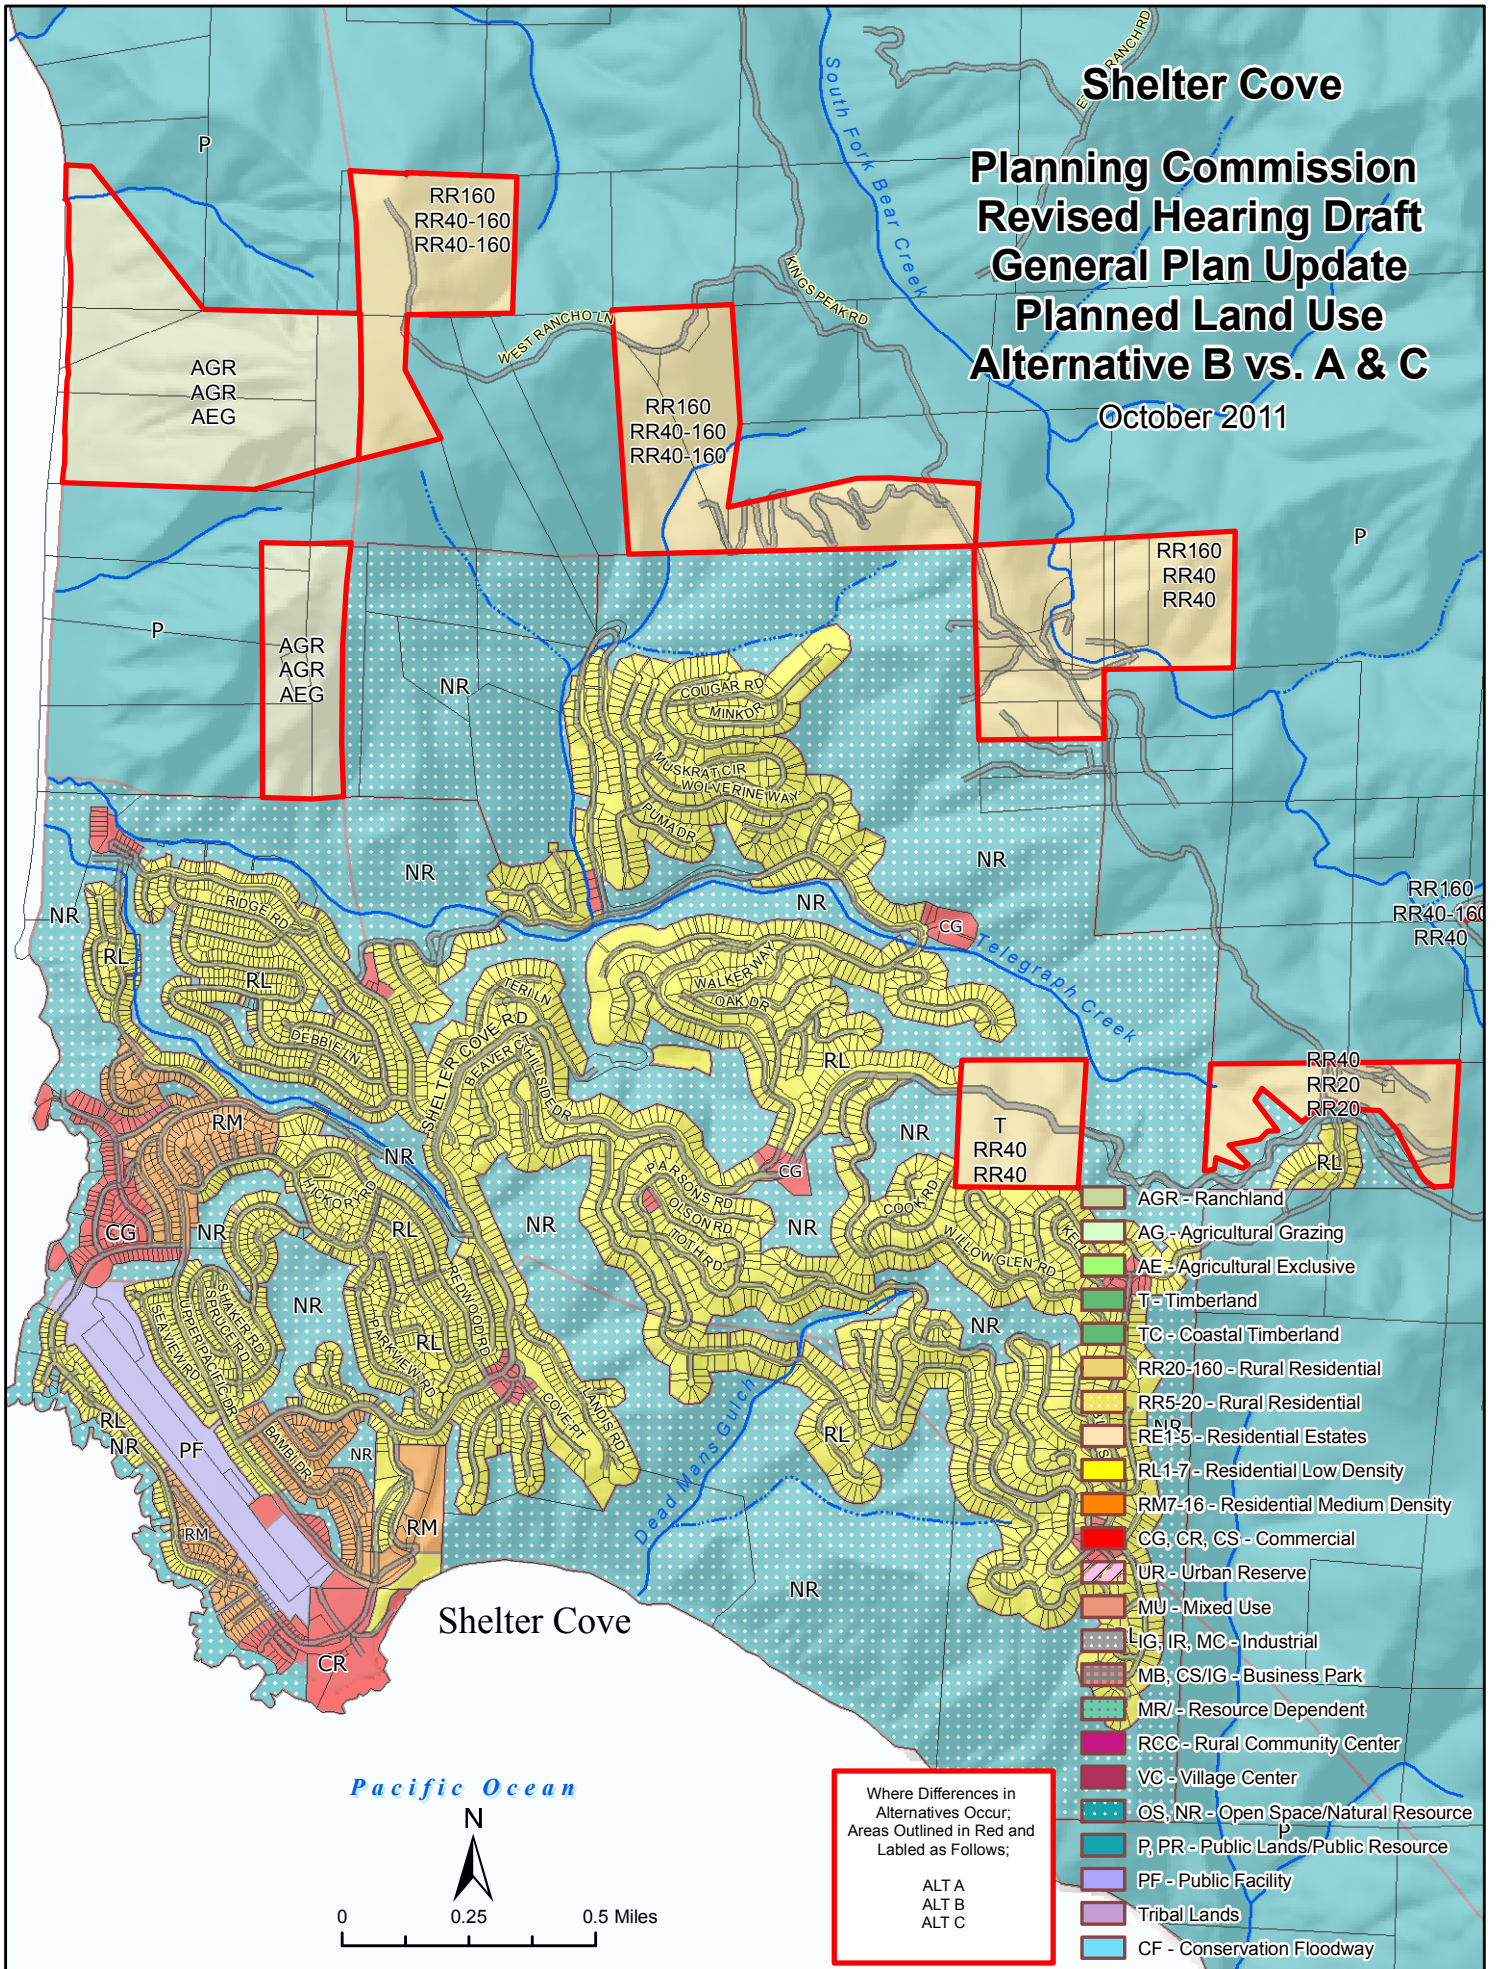 Shelter Cove
Planning Commission
Revised Hearing Draft
General Plan Update
Planned Land Use
Alternative B vs. A & C
October 2011
RANCH RD
South Fork Bear Creek
P
RR160
RR40-160
RR40-160
KINGS PEAK RD
WEST RANCHO LN
AGR
AGR
AEG
RR160
RR40-160
RR40-160
P
RR160
RR40
RR40
P
AGR
AGR
AEG
NR
COUGAR RD
MINK DR
MUSKRAT CIR
WOLVERINE WAY
PUMA DR
NR
NR
NR
NR
RR160
RR40-160
RR40
RIDGE RD
CG
RL
RL
Telegraph Creek
WALKER WAY
OAK DR
TERI LN
SHELTER COVE RD
BEAVER CT
HILLSIDE DR
DEBBIE LN
RL
RR40
RR20
RR20
RM
NR
T
RR40
RR40
NR
RL
PARSONS RD
OLSON RD
TOTH RD
CG
HICKORY RD
COOK RD
WILLOW GLEN RD
CG
NR
RL
NR
NR
REDWOOD RD
SHAKER RD
SPRUCE RD
UPPER PACIFIC DR
SEAVIEW RD
NR
NR
PARKVIEW RD
RL
LANDIS RD
COVE PT
Dead Mans Gulch
RL
NR
PF
BAMBI DR
NR
RL
NR
RM
RM
NR
CR
Shelter Cove
Pacific Ocean
N
0 0.25 0.5 Miles
Where Differences in
Alternatives Occur;
Areas Outlined in Red and
Labled as Follows;
ALT A
ALT B
ALT C
AGR - Ranchland
AG - Agricultural Grazing
AE - Agricultural Exclusive
T - Timberland
TC - Coastal Timberland
RR20-160 - Rural Residential
RR5-20 - Rural Residential
RE1-5 - Residential Estates
RL1-7 - Residential Low Density
RM7-16 - Residential Medium Density
CG, CR, CS - Commercial
UR - Urban Reserve
MU - Mixed Use
IG, IR, MC - Industrial
MB, CS/IG - Business Park
MR/ - Resource Dependent
RCC - Rural Community Center
VC - Village Center
OS, NR - Open Space/Natural Resource
P
P, PR - Public Lands/Public Resource
PF - Public Facility
Tribal Lands
CF - Conservation Floodway